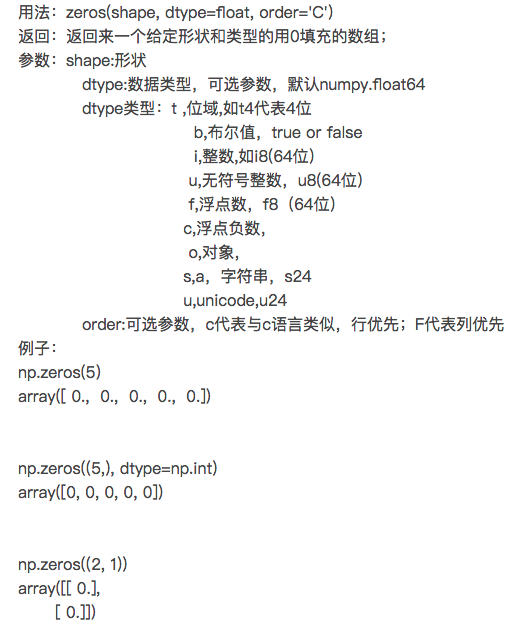 用法：zeros(shape, dtype=float, order='C')
返回：返回来一个给定形状和类型的用0填充的数组；
参数：shape:形状
dtype:数据类型，可选参数，默认numpy.float64
dtype类型：t ,位域,如t4代表4位
b,布尔值，true or false
i,整数,如i8(64位）
u,无符号整数，u8(64位）
f,浮点数，f8（64位）
c,浮点负数，
o,对象，
s,a，字符串，s24
u,unicode,u24
order:可选参数，c代表与c语言类似，行优先；F代表列优先
例子：
np.zeros(5)
array([ 0.,  0.,  0.,  0.,  0.])
np.zeros((5,), dtype=np.int)
array([0, 0, 0, 0, 0])
np.zeros((2, 1))
array([[ 0.],
[ 0.]])